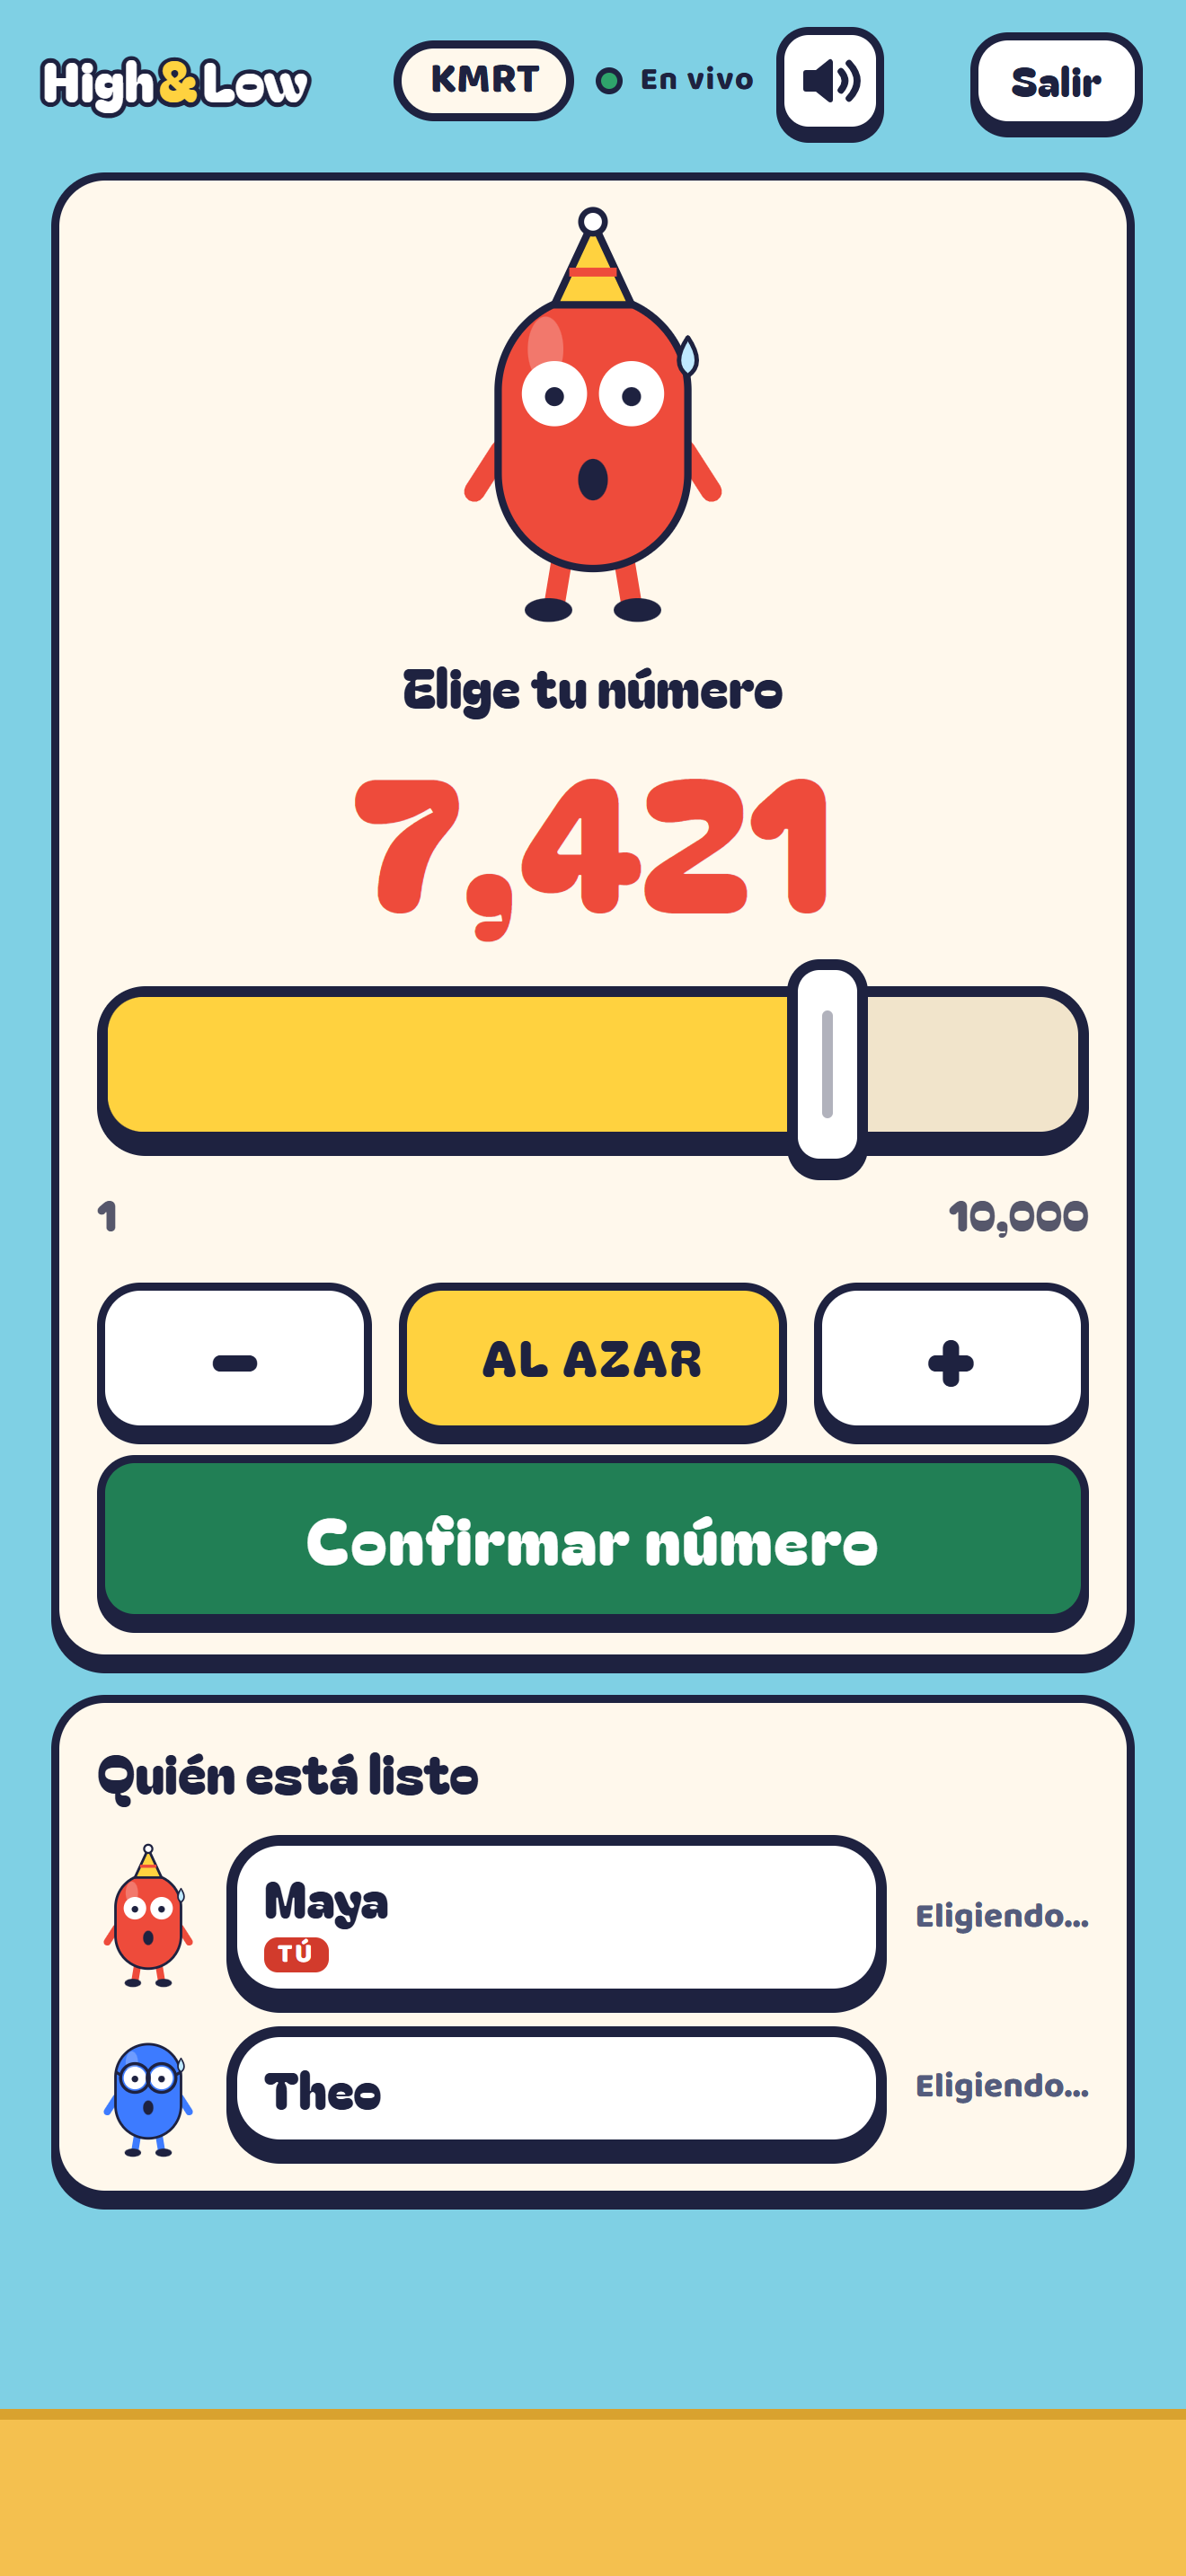 High & Low
KMRT
En vivo
Salir
Elige tu número
7,421
1
10,000
−
AL AZAR
+
Confirmar número
Quién está listo
Maya
TÚ
Eligiendo...
Theo
Eligiendo...